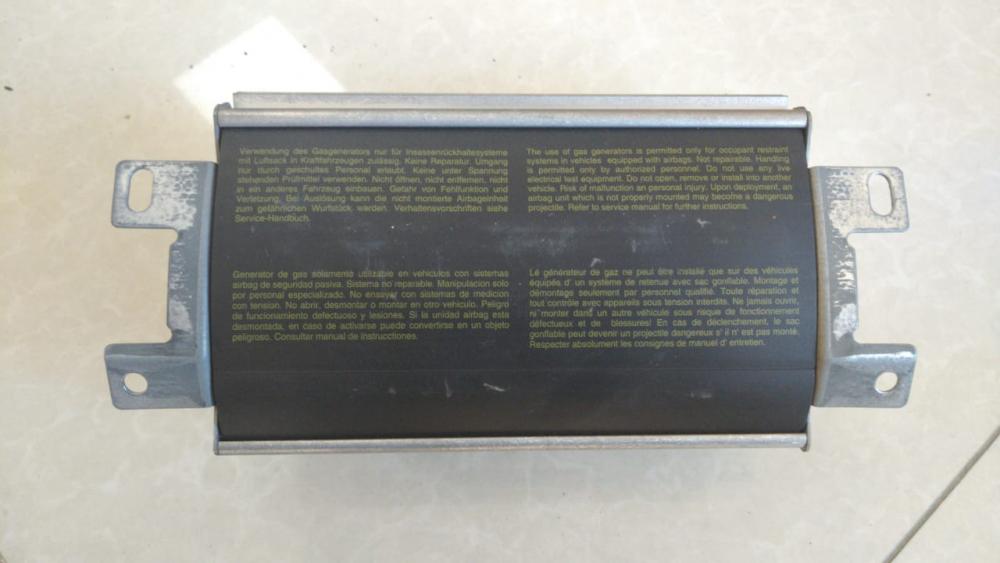 Verwendung des Gasgenerators nur für Insassenrückhaltesysteme
mit Luftsack in Kraftfahrzeugen zulässig. Keine Reparatur. Umgang
nur durch geschultes Personal erlaubt. Keine unter Spannung
stehenden Prüfmittel verwenden. Nicht öffnen, nicht entfernen, nicht
in ein anderes Fahrzeug einbauen. Gefahr von Fehlfunktion und
Verletzung. Bei Auslösung kann die nicht montierte Airbageinheit
zum gefährlichen Wurfstück werden. Verhaltensvorschriften siehe
Service-Handbuch.
The use of gas generators is permitted only for occupant restraint
systems in vehicles equipped with airbags. Not repairable. Handling
is permitted only by authorized personnel. Do not use any live
electrical test equipment. Do not open, remove or install into another
vehicle. Risk of malfunction an personal injury. Upon deployment, an
airbag unit which is not properly mounted may become a dangerous
projectile. Refer to service manual for further instructions.
Generator de gas solamento utilizable en vehiculos con sistemas
airbag de seguridad pasiva. Sistema no reparable. Manipulacion solo
por personal especializado. No ensayar con sistemas de medicion
con tension. No abrir, desmontar o montar en otro vehiculo. Peligro
de funcionamiento defectuoso y lesiones. Si la unidad airbag esta
desmontada, en caso de activarse puede convertirse en un objeto
peligroso. Consultar manual de instrucciones.
Lé générateur de gaz ne peut être installé que sur des véhicules
équipés d' un système de retenue avec sac gonflable. Montage et
démontage seulement par personnel qualifié. Toute réparation et
tout contrôle avec appareils sous tension interdits. Ne jamais ouvrir,
ni monter dans un autre véhicule sous risque de fonctionnement
défectueux et de blessures! En cas de déclenchement, le sac
gonflable peut devenir un projectile dangereux s' il n' est pas monté.
Respecter absolument les consignes de manuel d' entretien.